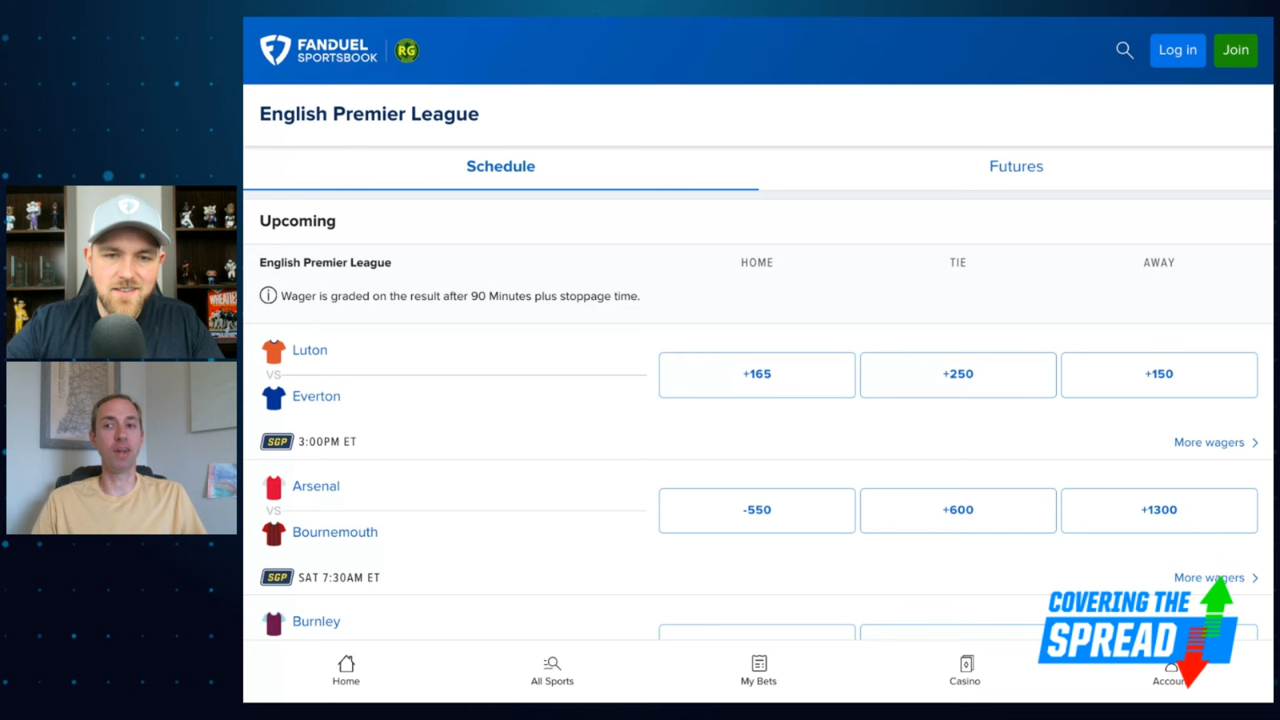 FANDUEL
SPORTSBOOK
RG
Log in
Join
English Premier League
Schedule
Futures
Upcoming
English Premier League
HOME
TIE
AWAY
Wager is graded on the result after 90 Minutes plus stoppage time.
Luton
VS
Everton
+165
+250
+150
SGP 3:00PM ET
More wagers
Arsenal
VS
Bournemouth
-550
+600
+1300
SGP SAT 7:30AM ET
More wagers
Burnley
COVERING THE
SPREAD
Home
All Sports
My Bets
Casino
Accoun